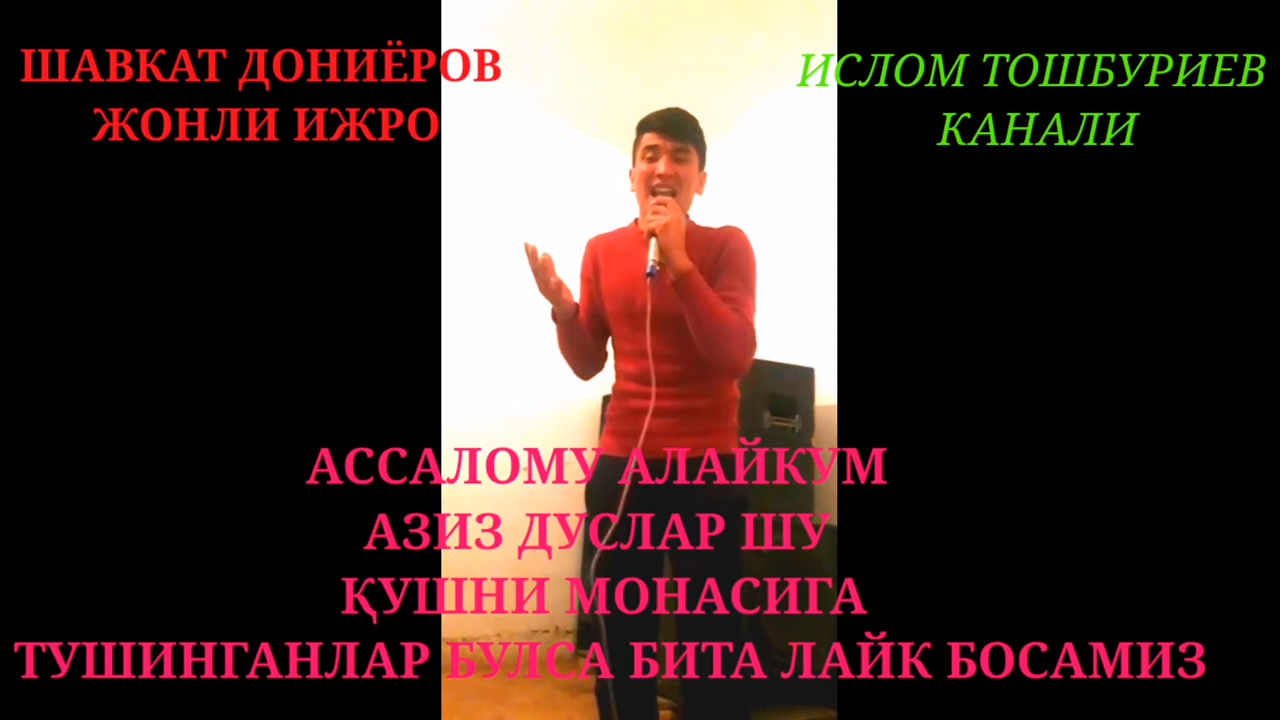 ШАВКАТ ДОНИЁРОВ
ЖОНЛИ ИЖРО
ИСЛОМ ТОШБУРИЕВ
КАНАЛИ
АССАЛОМУ АЛАЙКУМ
АЗИЗ ДУСЛАР ШУ
ҚУШНИ МОНАСИГА
ТУШИНГАНЛАР БУЛСА БИТА ЛАЙК БОСАМИЗ